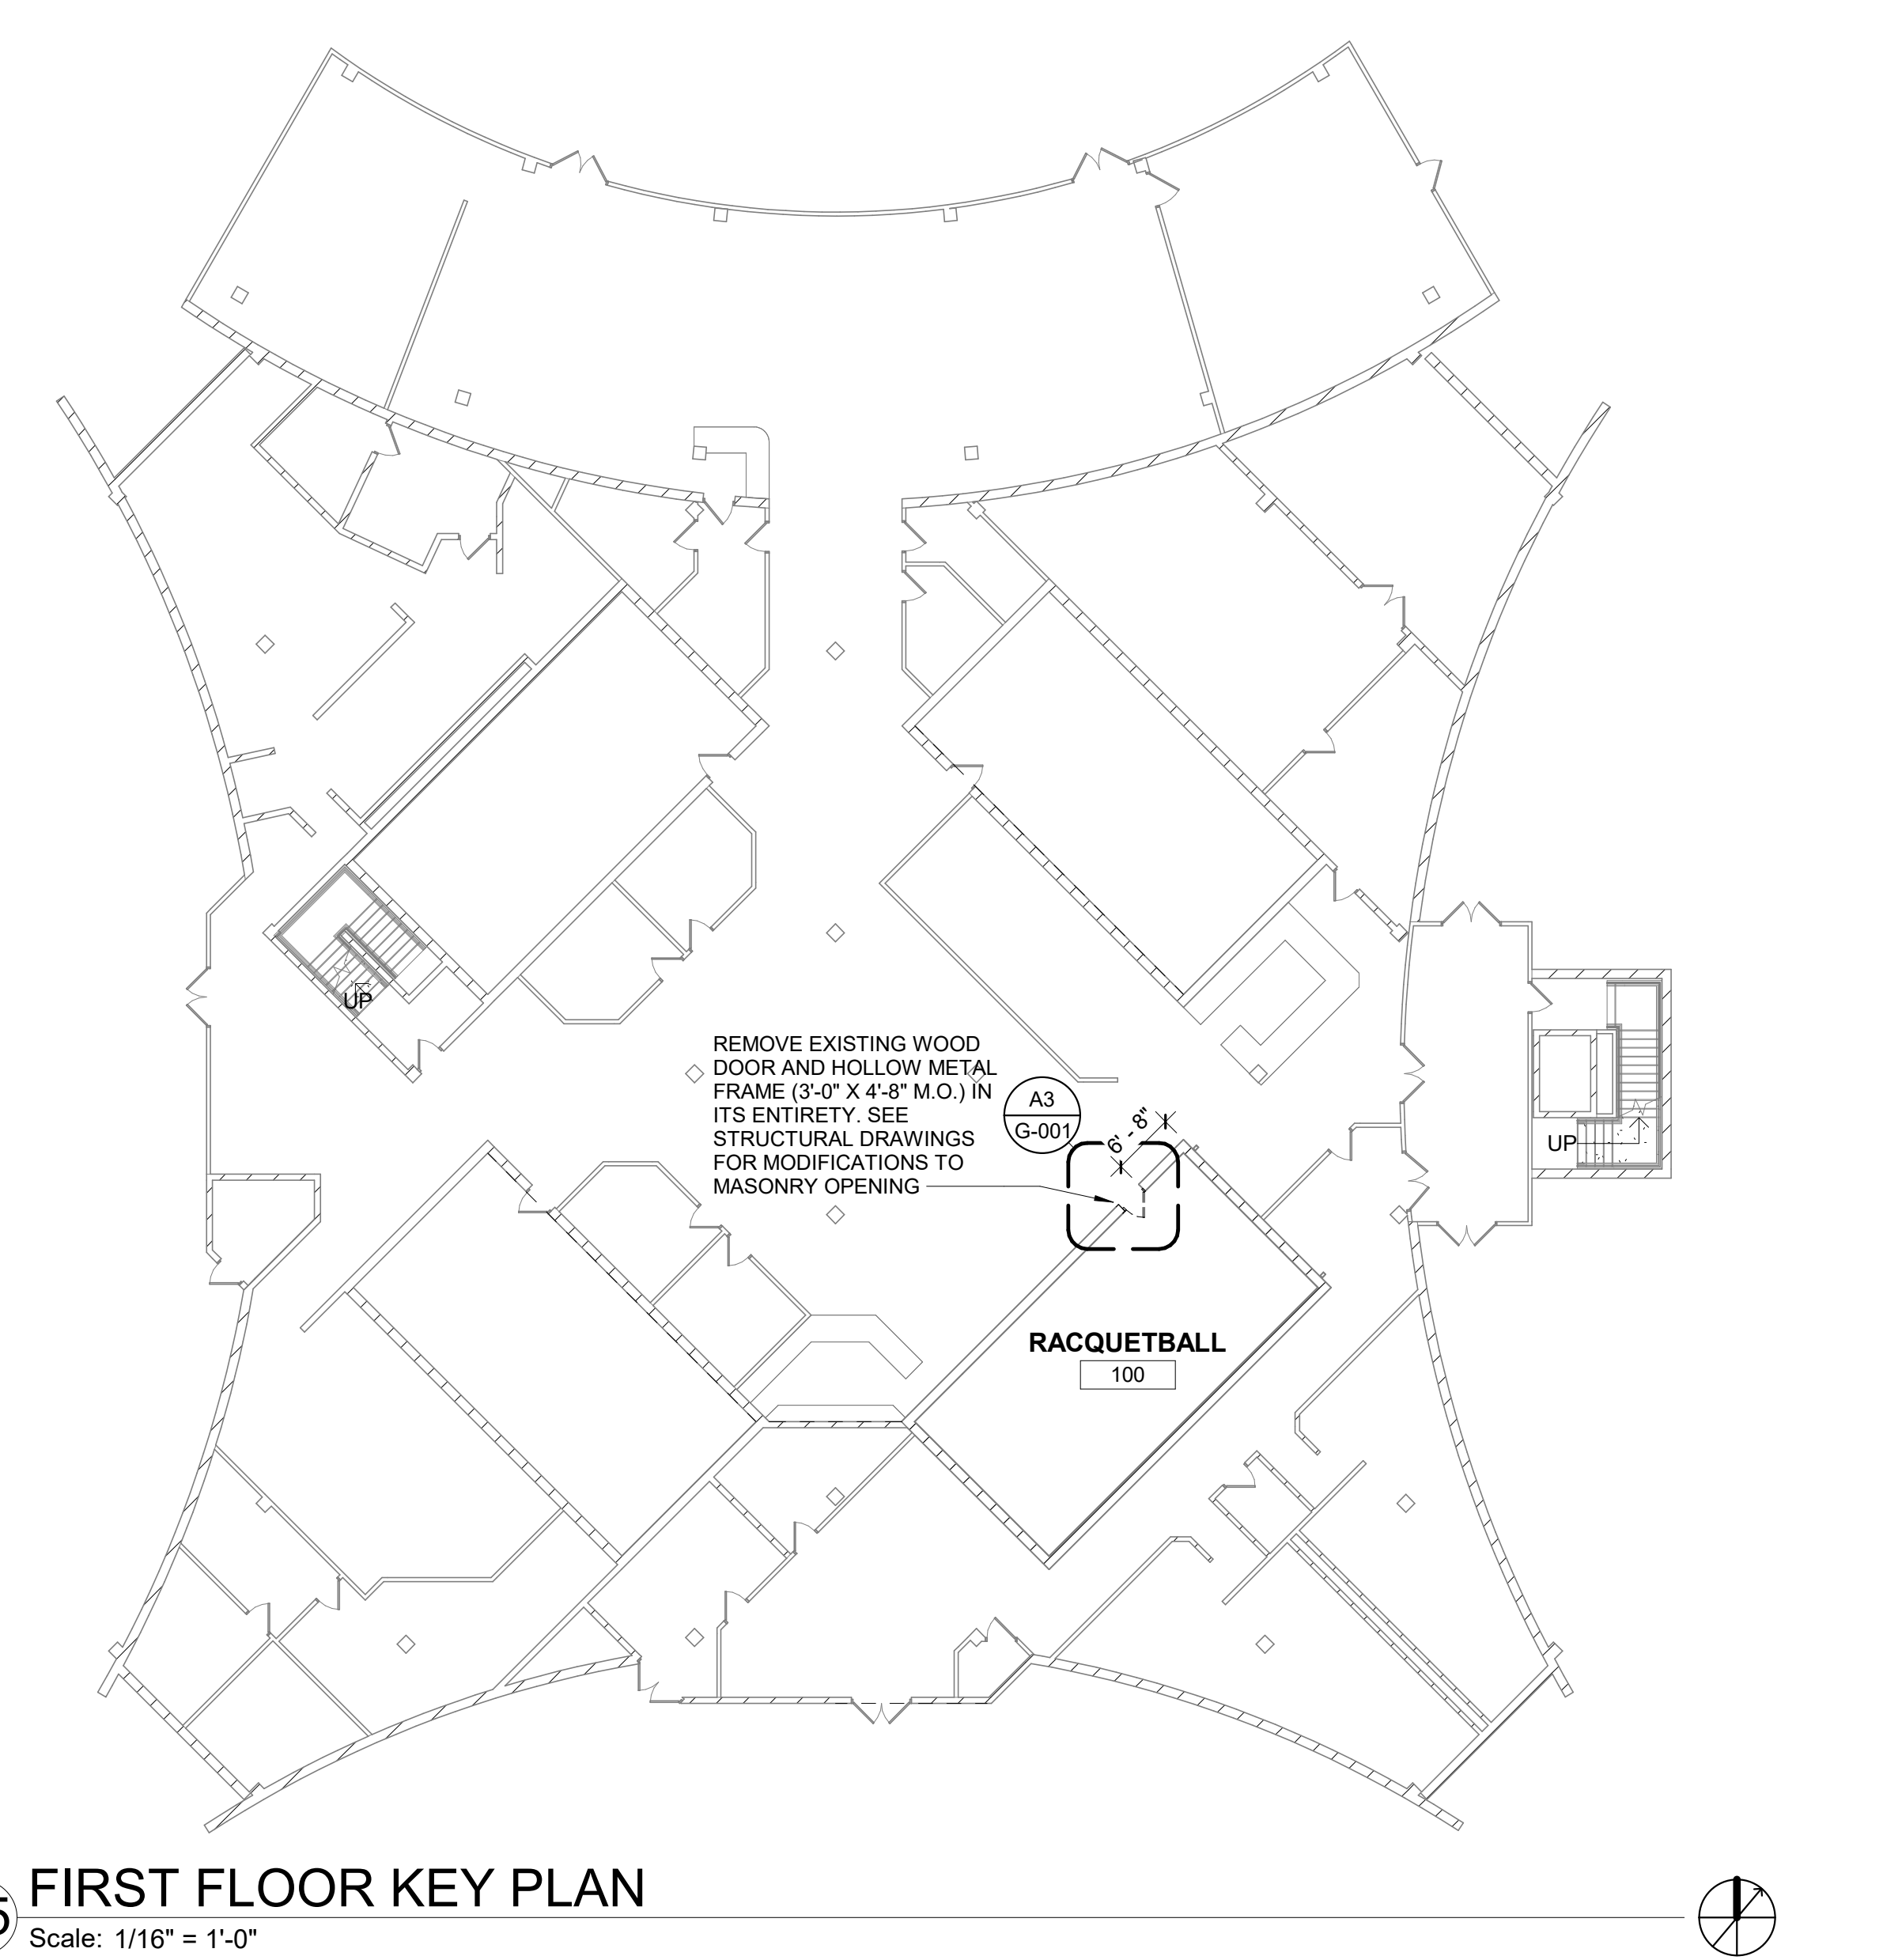 UP
REMOVE EXISTING WOOD
DOOR AND HOLLOW METAL
FRAME (3'-0" X 4'-8" M.O.) IN
ITS ENTIRETY. SEE
STRUCTURAL DRAWINGS
FOR MODIFICATIONS TO
MASONRY OPENING
A3
G-001
6' - 8"
UP
RACQUETBALL
100
FIRST FLOOR KEY PLAN
Scale: 1/16" = 1'-0"